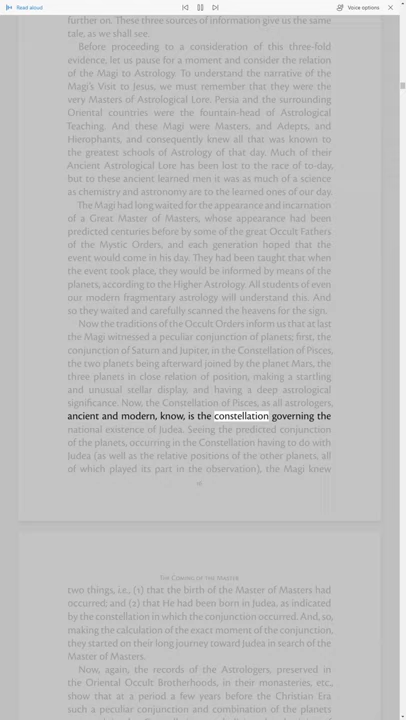 Read aloud
Voice options
further on. These three sources of information give us the same
tale, as we shall see.
Before proceeding to a consideration of this three-fold
evidence, let us pause for a moment and consider the relation
of the Magi to Astrology. To understand the narrative of the
Magi's Visit to Jesus, we must remember that they were the
very Masters of Astrological Lore. Persia and the surrounding
Oriental countries were the fountain-head of Astrological
Teaching. And these Magi were Masters, and Adepts, and
Hierophants, and consequently knew all that was known to
the greatest schools of Astrology of that day. Much of their
Ancient Astrological Lore has been lost to the race of to-day,
but to these ancient learned men it was as much of a science
as chemistry and astronomy are to the learned ones of our day.
The Magi had long waited for the appearance and incarnation
of a Great Master of Masters, whose appearance had been
predicted centuries before by some of the great Occult Fathers
of the Mystic Orders, and each generation hoped that the
event would come in his day. They had been taught that when
the event took place, they would be informed by means of the
planets, according to the Higher Astrology. All students of even
our modern fragmentary astrology will understand this. And
so they waited and carefully scanned the heavens for the sign.
Now the traditions of the Occult Orders inform us that at last
the Magi witnessed a peculiar conjunction of planets; first, the
conjunction of Saturn and Jupiter, in the Constellation of Pisces,
the two planets being afterward joined by the planet Mars, the
three planets in close relation of position, making a startling
and unusual stellar display, and having a deep astrological
significance. Now, the Constellation of Pisces, as all astrologers,
ancient and modern, know, is the constellation governing the
national existence of Judea. Seeing the predicted conjunction
of the planets, occurring in the Constellation having to do with
Judea (as well as the relative positions of the other planets, all
of which played its part in the observation), the Magi knew
The Coming of the Master
two things, i.e., (1) that the birth of the Master of Masters had
occurred; and (2) that He had been born in Judea, as indicated
by the constellation in which the conjunction occurred. And, so,
making the calculation of the exact moment of the conjunction,
they started on their long journey toward Judea in search of the
Master of Masters.
Now, again, the records of the Astrologers, preserved in
the Oriental Occult Brotherhoods, in their monasteries, etc.,
show that at a period a few years before the Christian Era
such a peculiar conjunction and combination of the planets